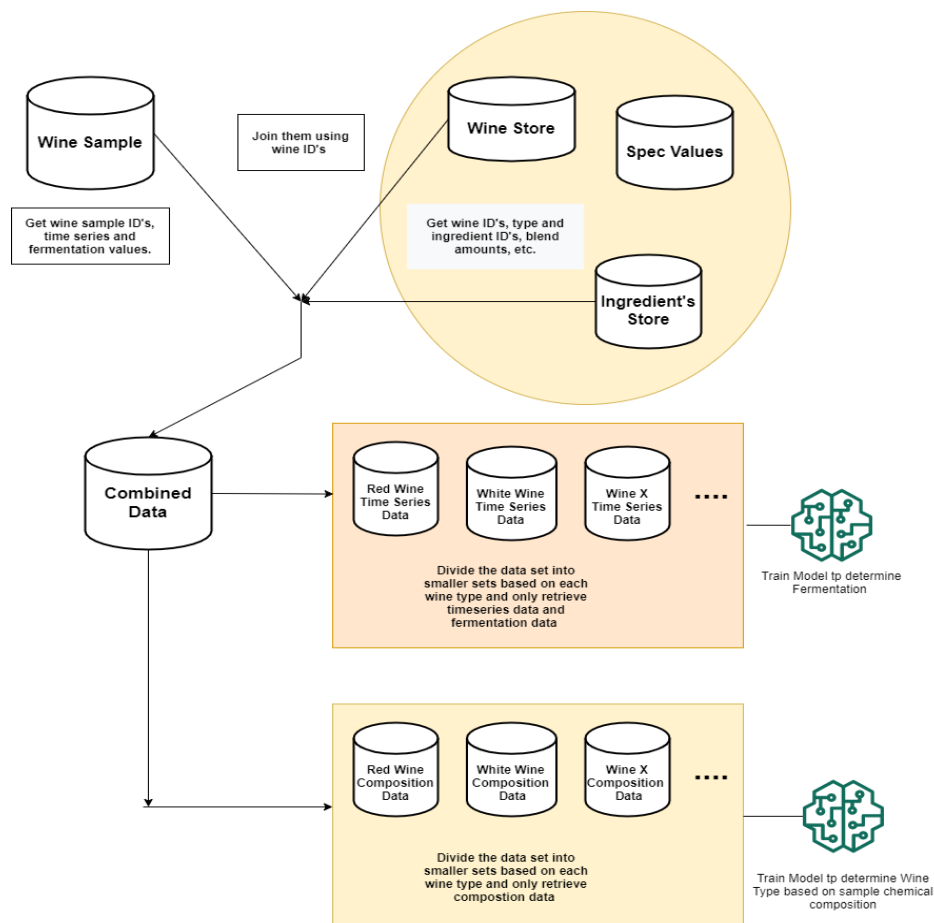 Wine Sample
Join them using
wine ID's
Wine Store
Spec Values
Get wine sample ID's,
time series and
fermentation values.
Get wine ID's, type and
ingredient ID's, blend
amounts, etc.
Ingredient's
Store
Combined
Data
Red Wine
Time Series
Data
White Wine
Time Series
Data
Wine X
Time Series
Data
....
Divide the data set into
smaller sets based on each
wine type and only retrieve
timeseries data and
fermentation data
Train Model tp determine
Fermentation
Red Wine
Composition
Data
White Wine
Composition
Data
Wine X
Composition
Data
....
Divide the data set into
smaller sets based on each
wine type and only retrieve
compostion data
Train Model tp determine Wine
Type based on sample chemical
composition